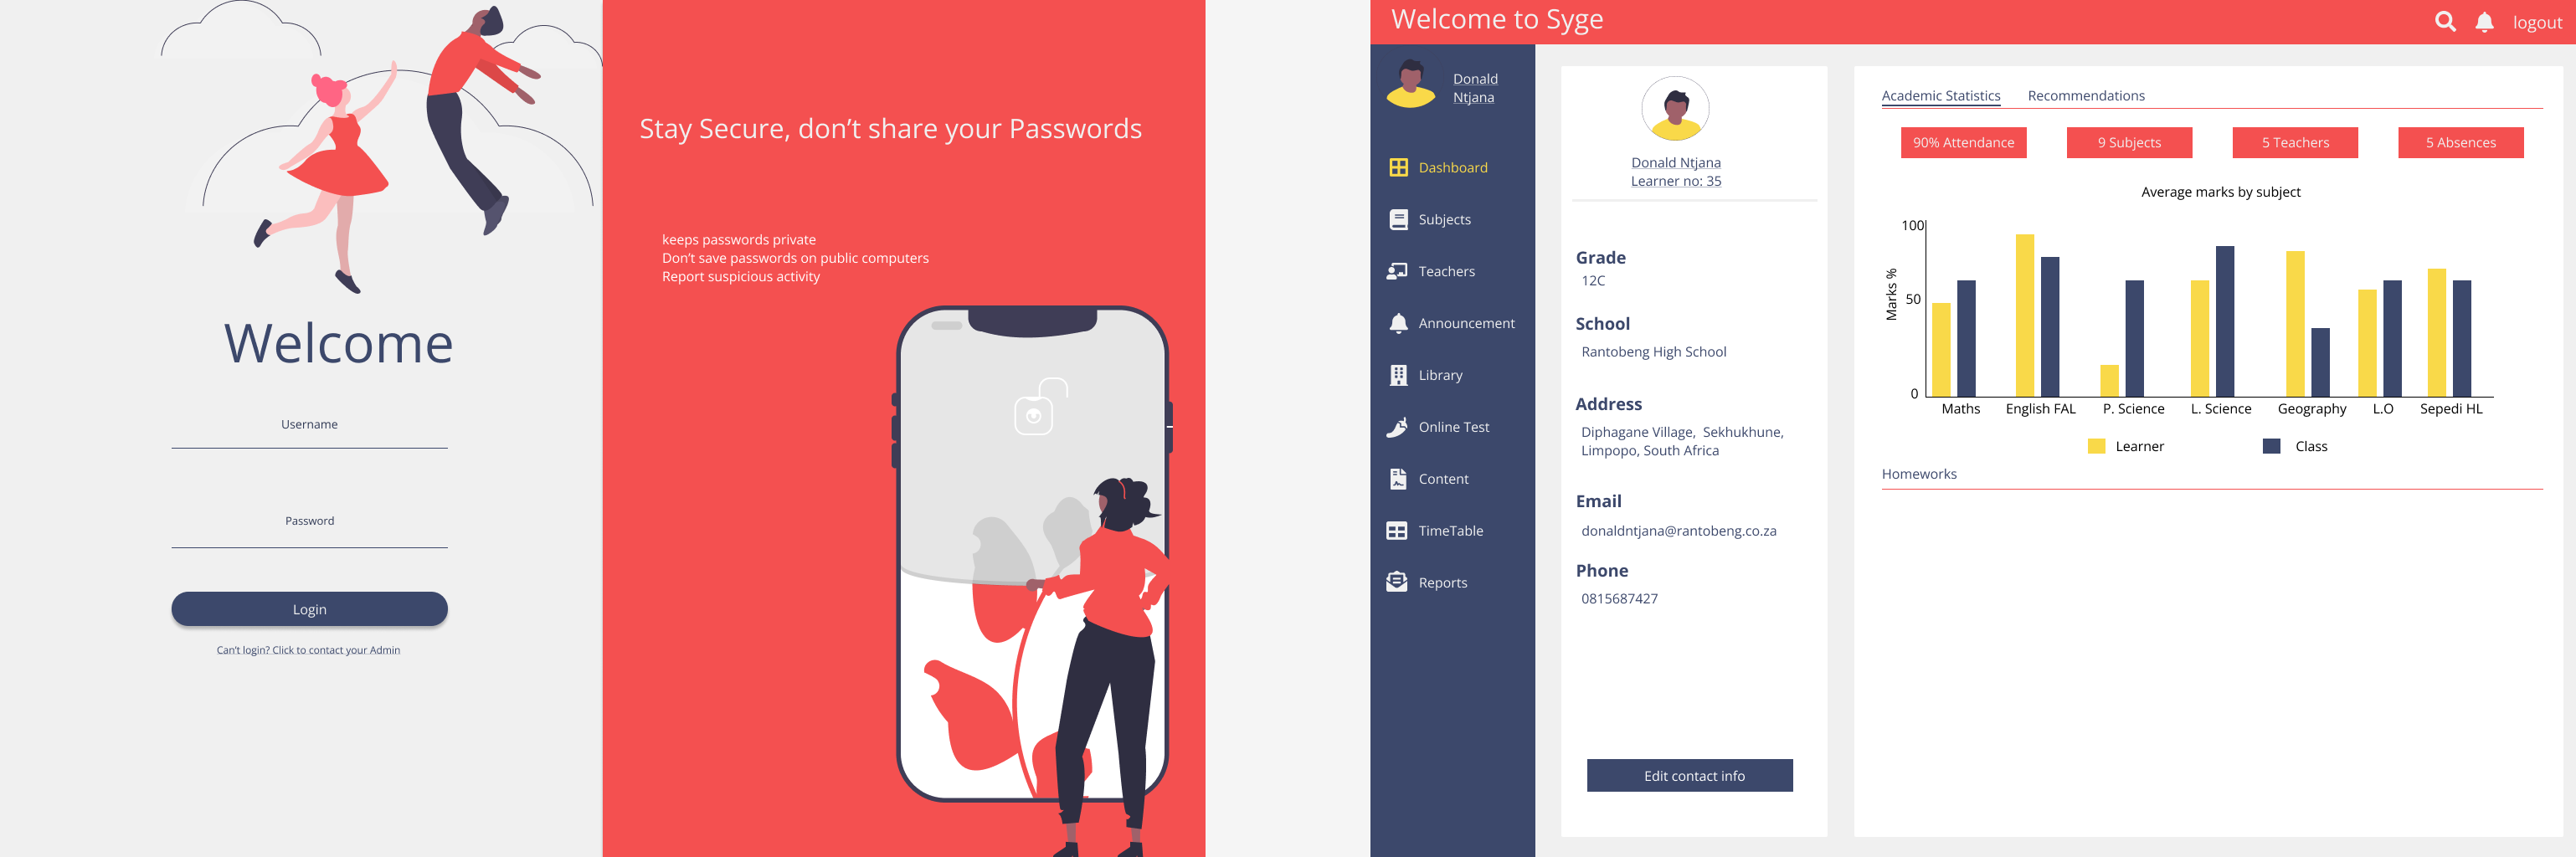 Welcome
Username
Password
Login
Can't login? Click to contact your Admin
Stay Secure, don't share your Passwords
keeps passwords private
Don't save passwords on public computers
Report suspicious activity
Welcome to Syge
logout
Donald
Ntjana
Dashboard
Subjects
Teachers
Announcement
Library
Online Test
Content
TimeTable
Reports
Donald Ntjana
Learner no: 35
Grade
12C
School
Rantobeng High School
Address
Diphagane Village,  Sekhukhune,
Limpopo, South Africa
Email
donaldntjana@rantobeng.co.za
Phone
0815687427
Edit contact info
Academic Statistics
Recommendations
90% Attendance
9 Subjects
5 Teachers
5 Absences
Average marks by subject
Marks %
100
50
0
Maths
English FAL
P. Science
L. Science
Geography
L.O
Sepedi HL
Learner
Class
Homeworks